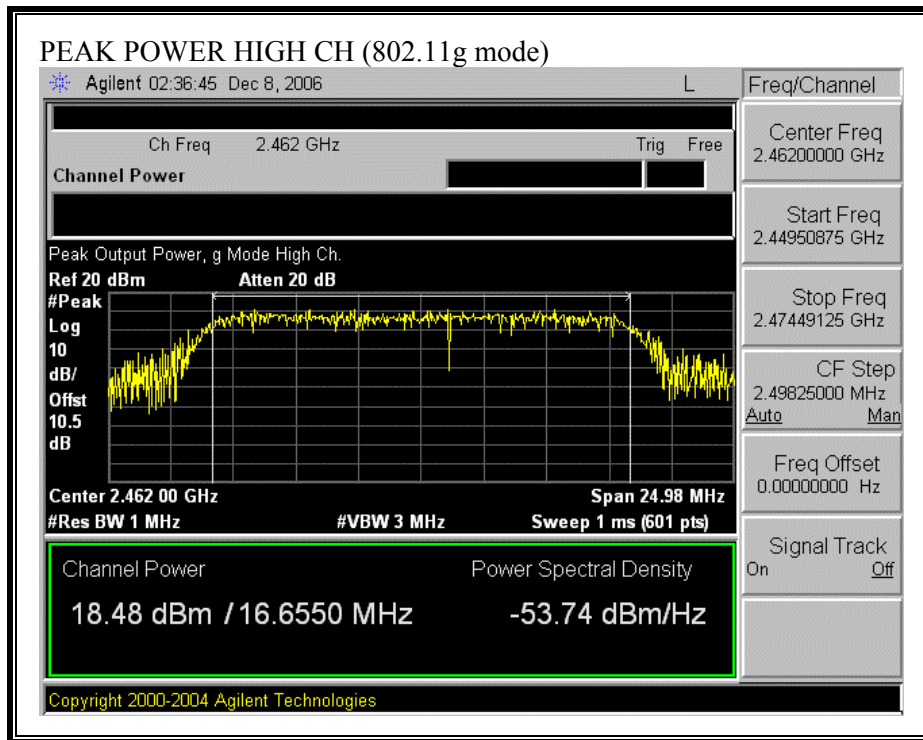 PEAK POWER HIGH CH (802.11g mode)
Agilent 02:36:45 Dec 8, 2006 L
Freq/Channel
Ch Freq 2.462 GHz Trig Free
Channel Power
Peak Output Power, g Mode High Ch.
Ref 20 dBm Atten 20 dB
#Peak
Log
10
dB/
Offst
10.5
dB
Center 2.462 00 GHz Span 24.98 MHz
#Res BW 1 MHz #VBW 3 MHz Sweep 1 ms (601 pts)
Channel Power Power Spectral Density
18.48 dBm / 16.6550 MHz -53.74 dBm/Hz
Copyright 2000-2004 Agilent Technologies
Center Freq
2.46200000 GHz
Start Freq
2.44950875 GHz
Stop Freq
2.47449125 GHz
CF Step
2.49825000 MHz
Auto Man
Freq Offset
0.00000000 Hz
Signal Track
On Off